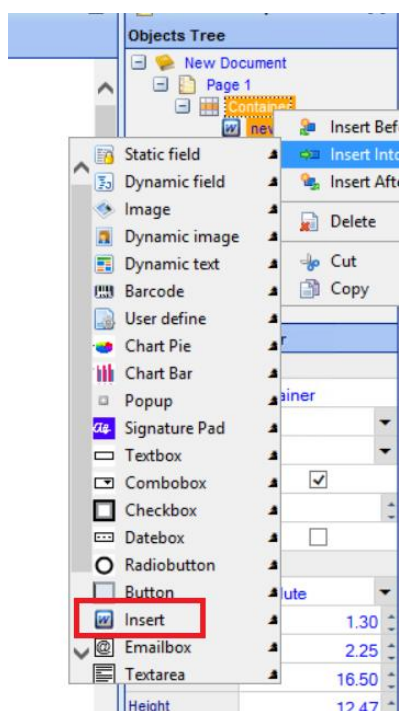 Objects Tree
New Document
Page 1
Container
new
Insert Bef
Insert Into
Insert Afte
Delete
Cut
Copy
Static field
Dynamic field
Image
Dynamic image
Dynamic text
Barcode
User define
Chart Pie
Chart Bar
Popup
Signature Pad
Textbox
Combobox
Checkbox
Datebox
Radiobutton
Button
Insert
Emailbox
Textarea
r
ainer
lute
1.30
2.25
16.50
Height
12.47